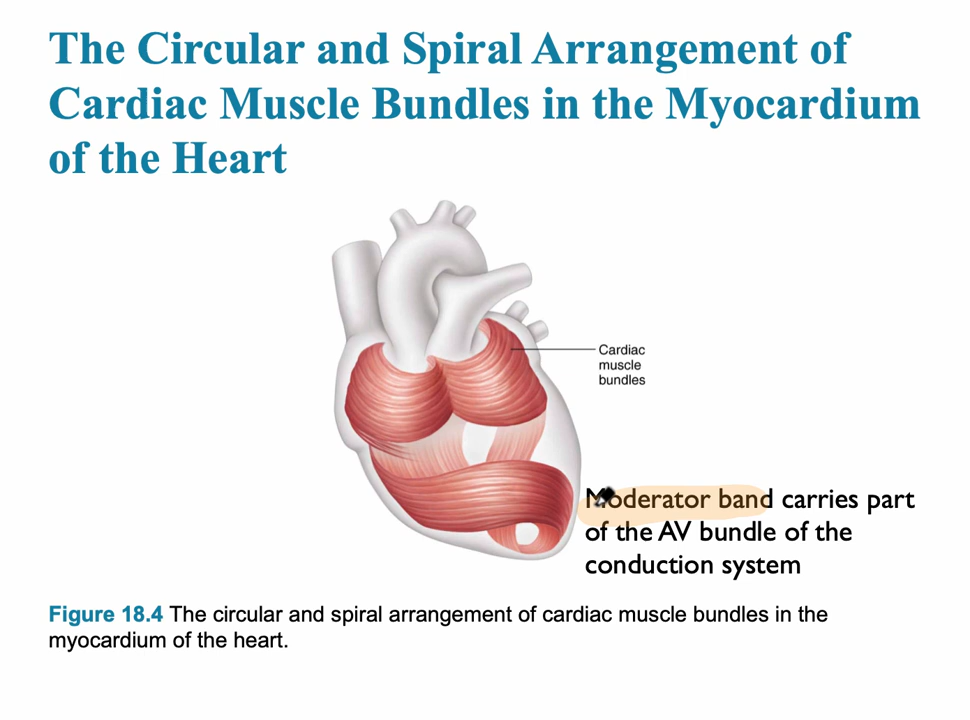 The Circular and Spiral Arrangement of
Cardiac Muscle Bundles in the Myocardium
of the Heart
Cardiac
muscle
bundles
Moderator band carries part
of the AV bundle of the
conduction system
Figure 18.4 The circular and spiral arrangement of cardiac muscle bundles in the
myocardium of the heart.